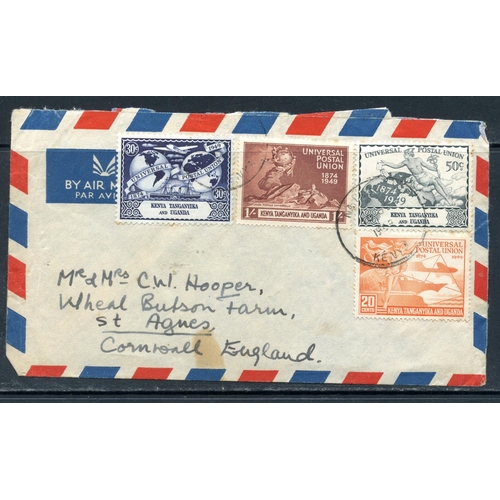 BY AIR M
PAR AVI
30c 1949
UNIVERSAL POSTAL UNION
1874 30c
KENYA TANGANYIKA
AND UGANDA
UNIVERSAL
POSTAL
UNION
1874
1949
1/- KENYA TANGANYIKA AND UGANDA 1/-
UNIVERSAL POSTAL UNION
50c
1874
1949
KENYA TANGANYIKA
AND UGANDA
KENYA
UNIVERSAL
POSTAL UNION
1874 1949
20
CENTS
KENYA TANGANYIKA AND UGANDA
Mr & Mrs C.W. Hooper,
Wheal Butson Farm,
St Agnes
Cornwall England.